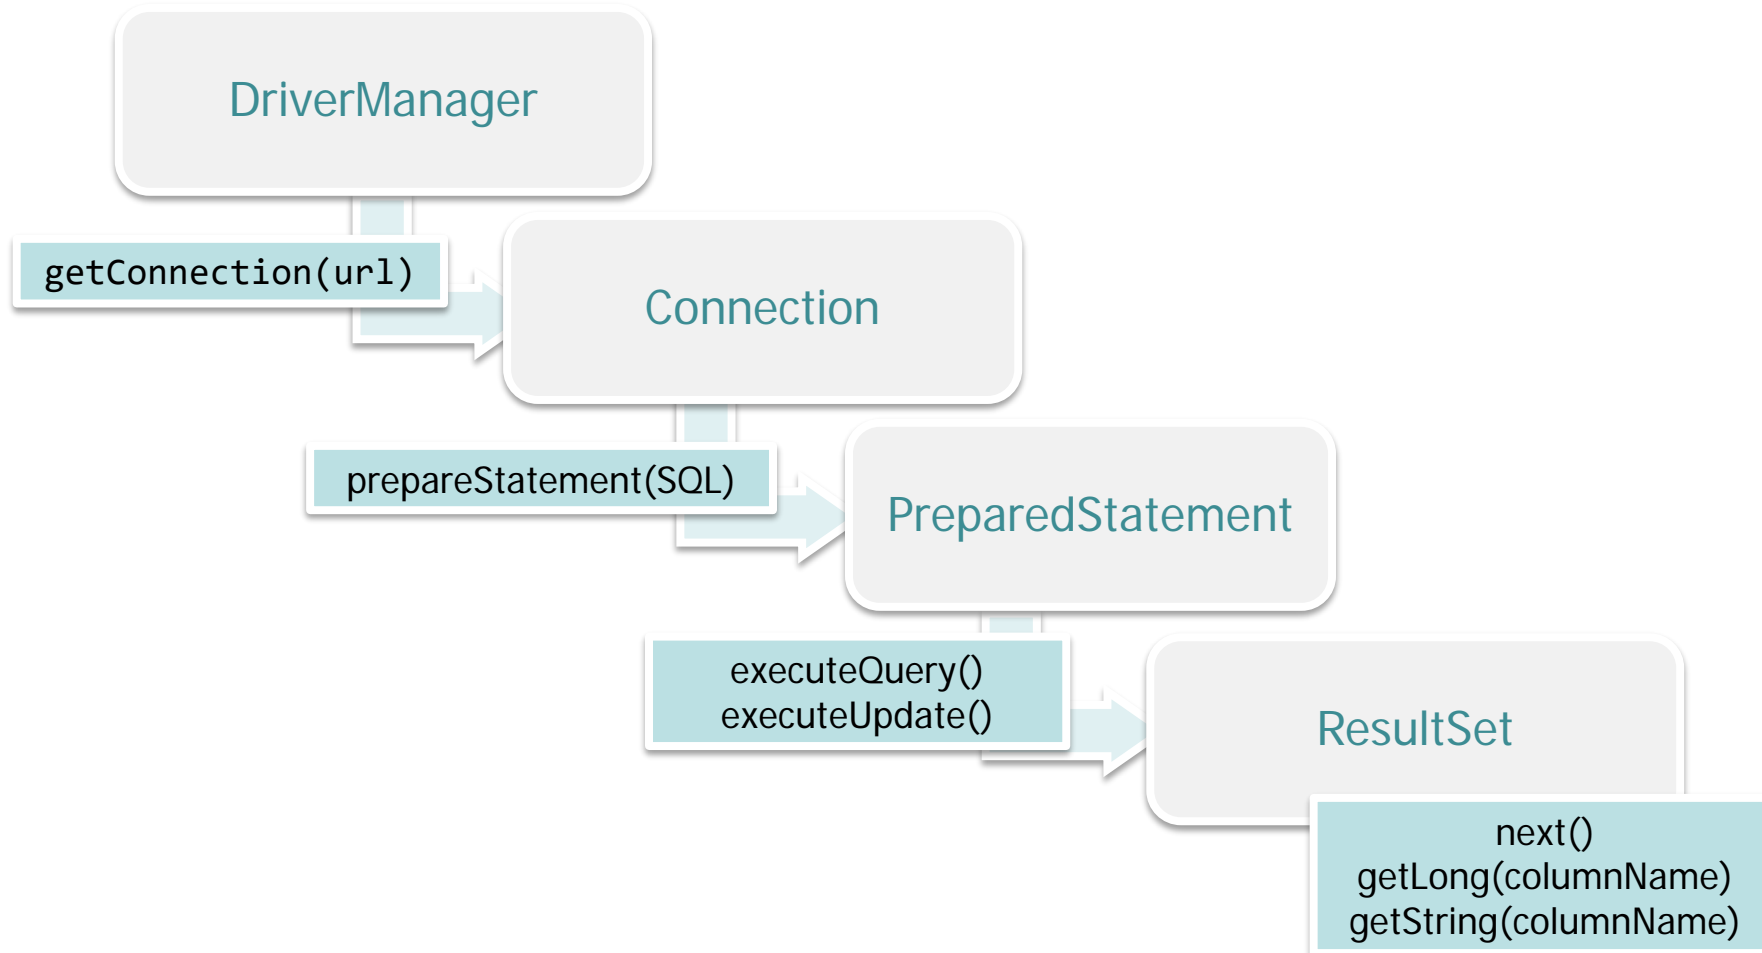 DriverManager
getConnection(url)
Connection
prepareStatement(SQL)
PreparedStatement
executeQuery()
executeUpdate()
ResultSet
next()
getLong(columnName)
getString(columnName)